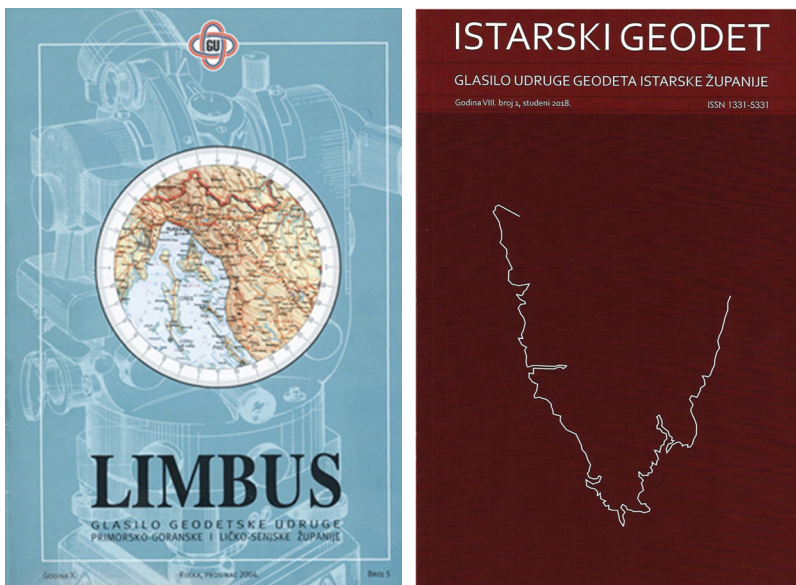 GU
LIMBUS
GLASILO GEODETSKE UDRUGE
PRIMORSKO-GORANSKE I LIČKO-SENJSKE ŽUPANIJE
GODINA X.
RIJEKA, PROSINAC 2004.
BROJ 5
ISTARSKI GEODET
GLASILO UDRUGE GEODETA ISTARSKE ŽUPANIJE
Godina VIII. broj 1, studeni 2018.
ISSN 1331-5331